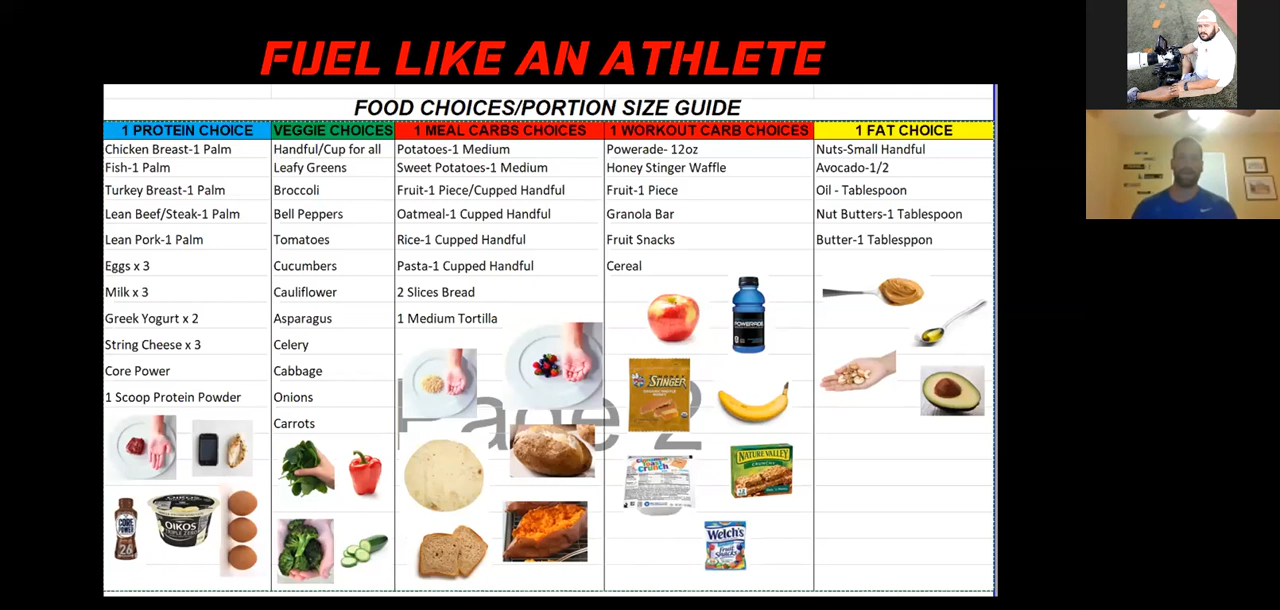 FUEL LIKE AN ATHLETE
FOOD CHOICES/PORTION SIZE GUIDE
1 PROTEIN CHOICE
Chicken Breast-1 Palm
Fish-1 Palm
Turkey Breast-1 Palm
Lean Beef/Steak-1 Palm
Lean Pork-1 Palm
Eggs x 3
Milk x 3
Greek Yogurt x 2
String Cheese x 3
Core Power
1 Scoop Protein Powder
CORE
POWER
26
OIKOS
TRIPLE ZERO
VEGGIE CHOICES
Handful/Cup for all
Leafy Greens
Broccoli
Bell Peppers
Tomatoes
Cucumbers
Cauliflower
Asparagus
Celery
Cabbage
Onions
Carrots
1 MEAL CARBS CHOICES
Potatoes-1 Medium
Sweet Potatoes-1 Medium
Fruit-1 Piece/Cupped Handful
Oatmeal-1 Cupped Handful
Rice-1 Cupped Handful
Pasta-1 Cupped Handful
2 Slices Bread
1 Medium Tortilla
Page 2
1 WORKOUT CARB CHOICES
Powerade- 12oz
Honey Stinger Waffle
Fruit-1 Piece
Granola Bar
Fruit Snacks
Cereal
POWERADE
STINGER
Toast
Crunch
NATURE VALLEY
CRUNCHY
Welch's
Fruit
Snacks
1 FAT CHOICE
Nuts-Small Handful
Avocado-1/2
Oil - Tablespoon
Nut Butters-1 Tablespoon
Butter-1 Tablesppon